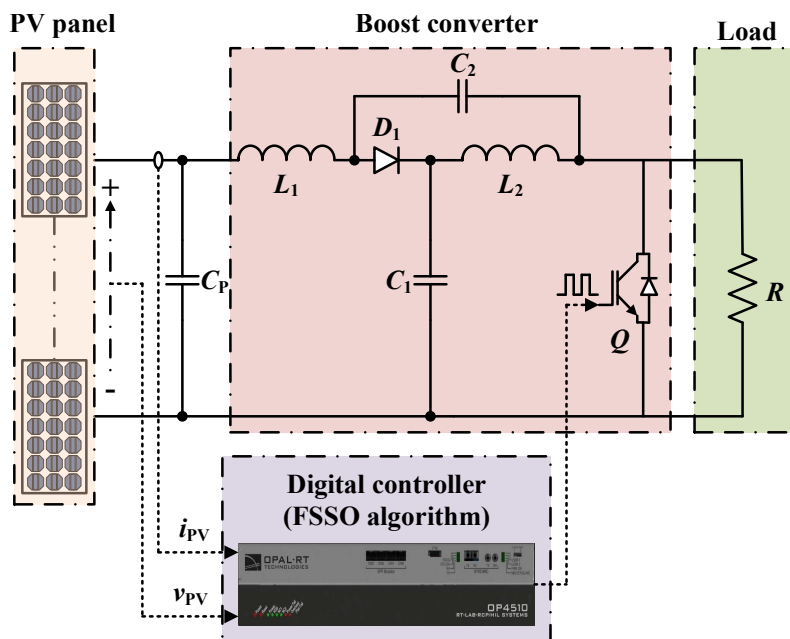 PV panel
Boost converter
Load
C2
D1
L1
L2
+
CP
C1
Q
R
-
Digital controller
(FSSO algorithm)
iPV
vPV
OPAL-RT
TECHNOLOGIES
OP4510
RT-LAB-RCP/HIL SYSTEMS